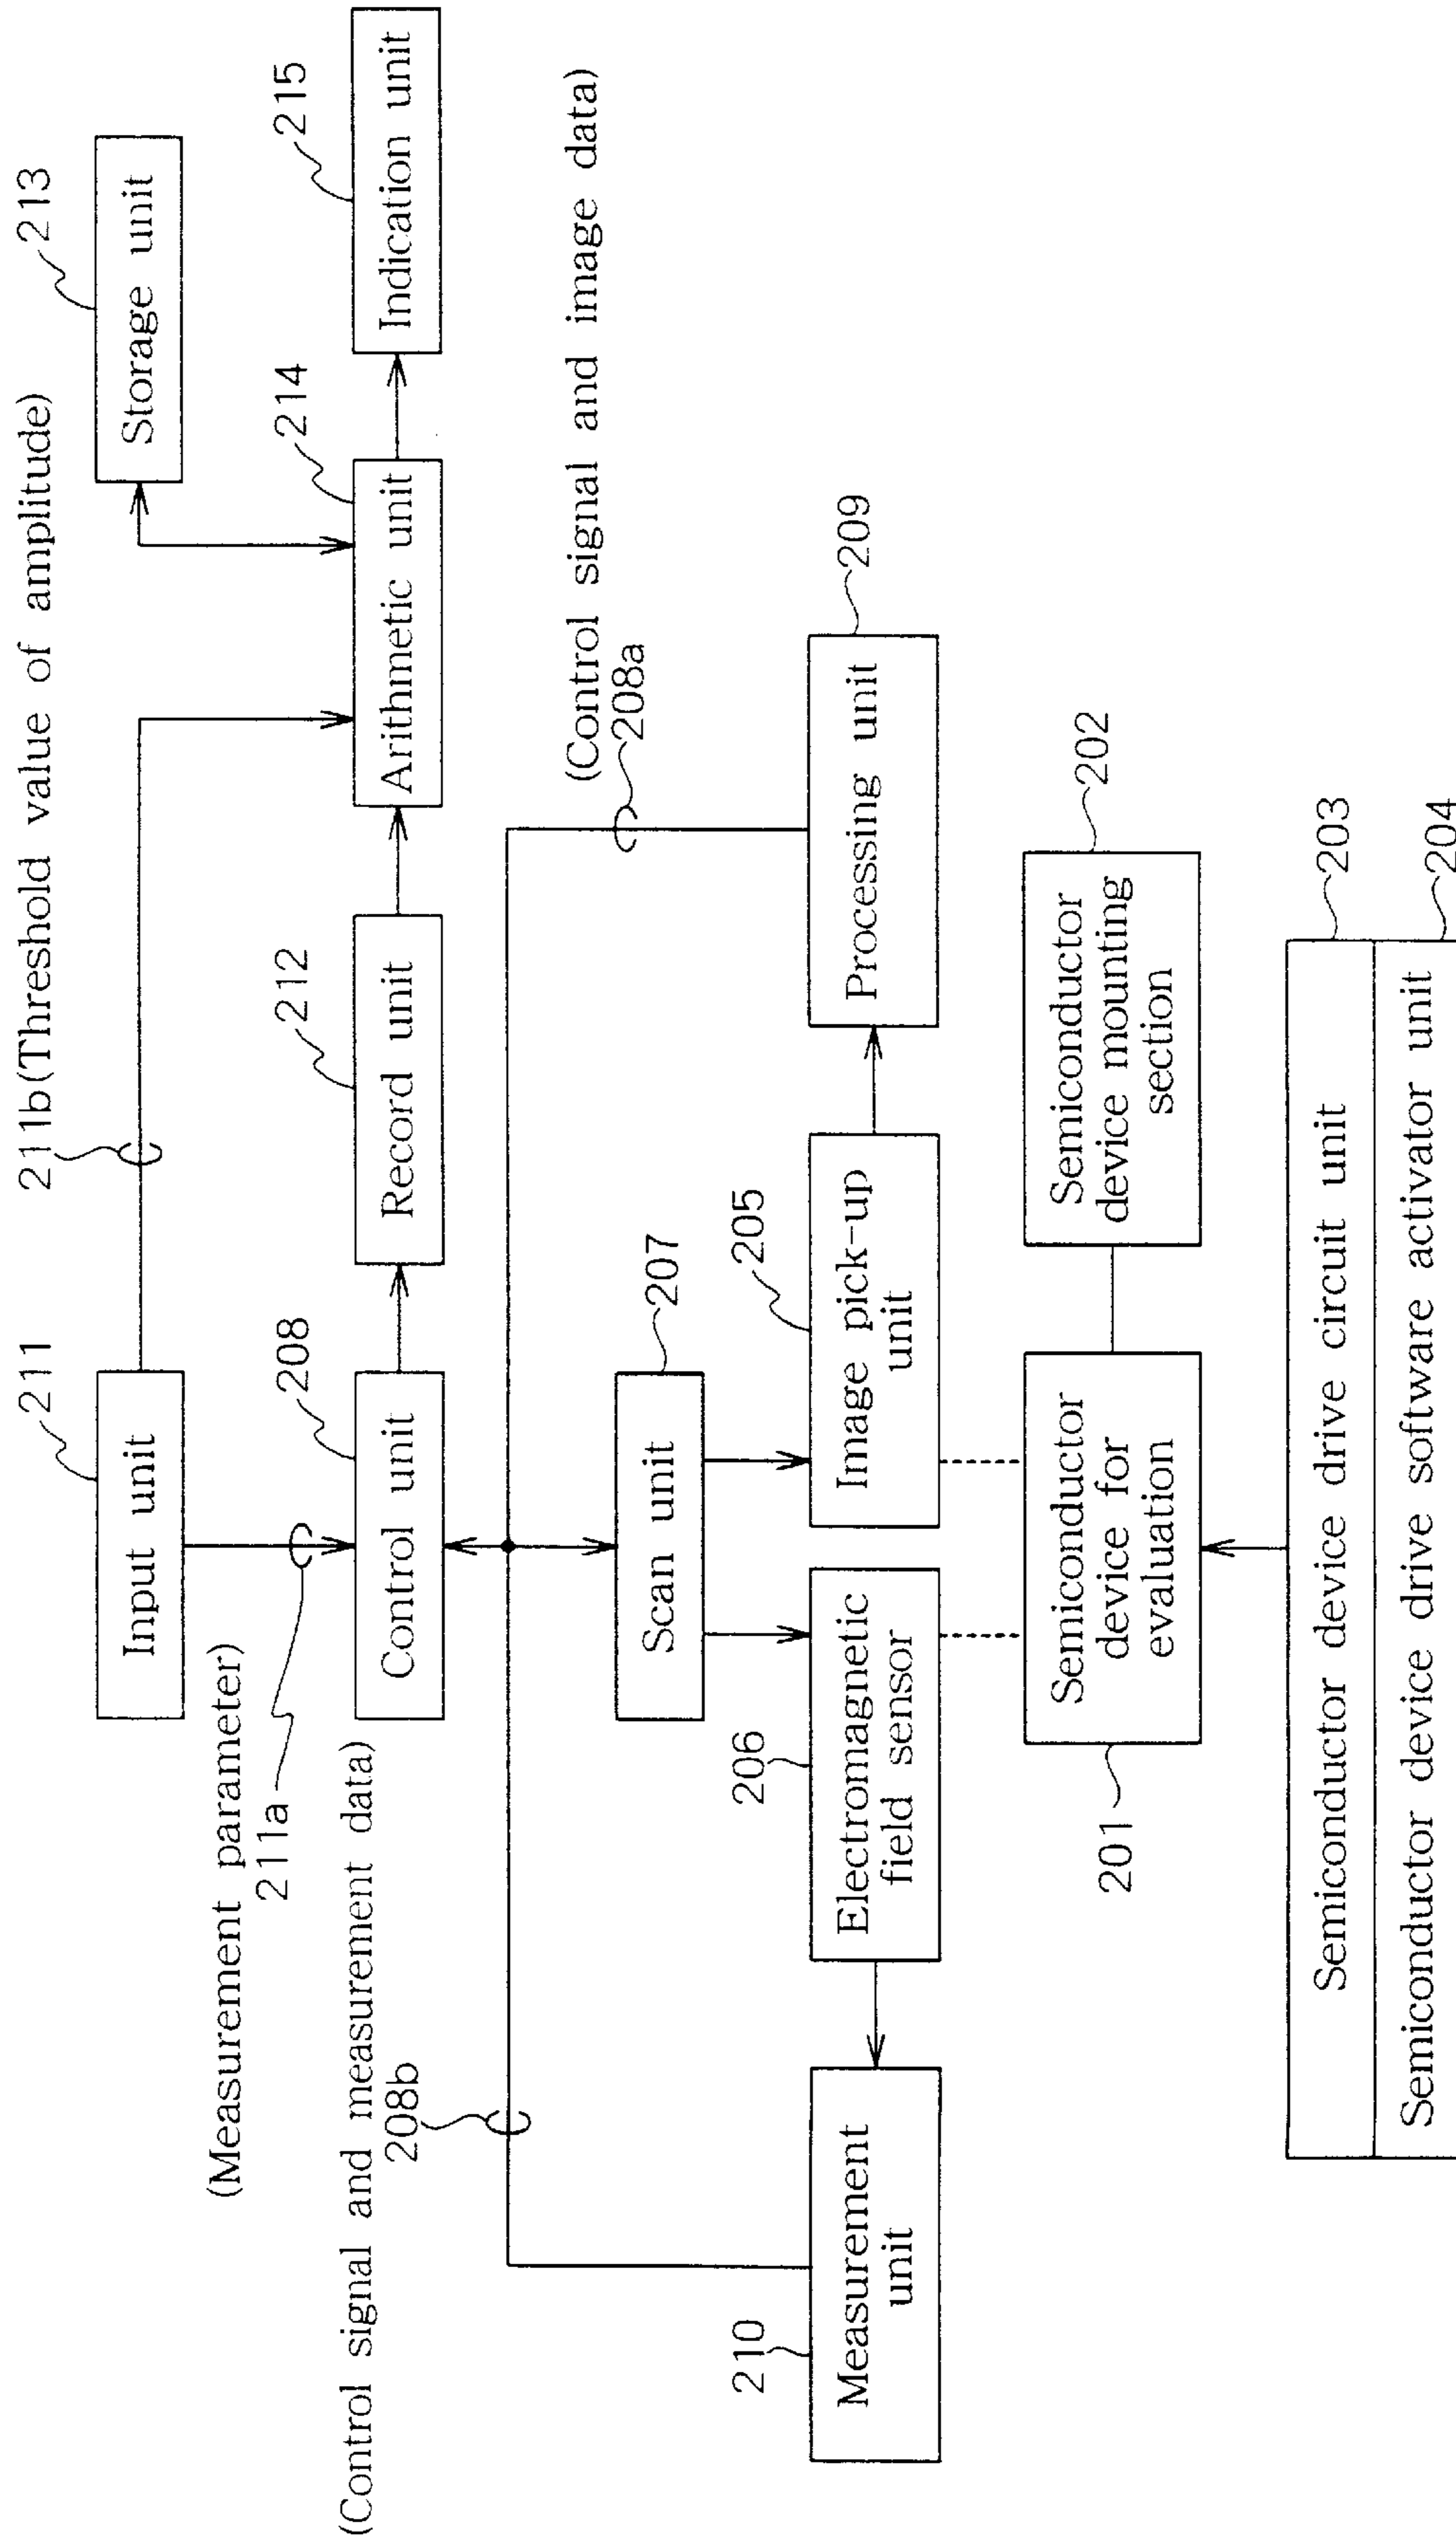 211b(Threshold value of amplitude)
211
213
Input unit
Storage unit
(Measurement parameter)
211a
208
212
214
215
Control unit
Record unit
Arithmetic unit
Indication unit
(Control signal and measurement data)
208b
(Control signal and image data)
208a
207
Scan unit
210
206
205
209
Measurement
unit
Electromagnetic
field sensor
Image pick-up
unit
Processing unit
201
202
Semiconductor
device for
evaluation
Semiconductor
device mounting
section
203
Semiconductor device drive circuit unit
204
Semiconductor device drive software activator unit